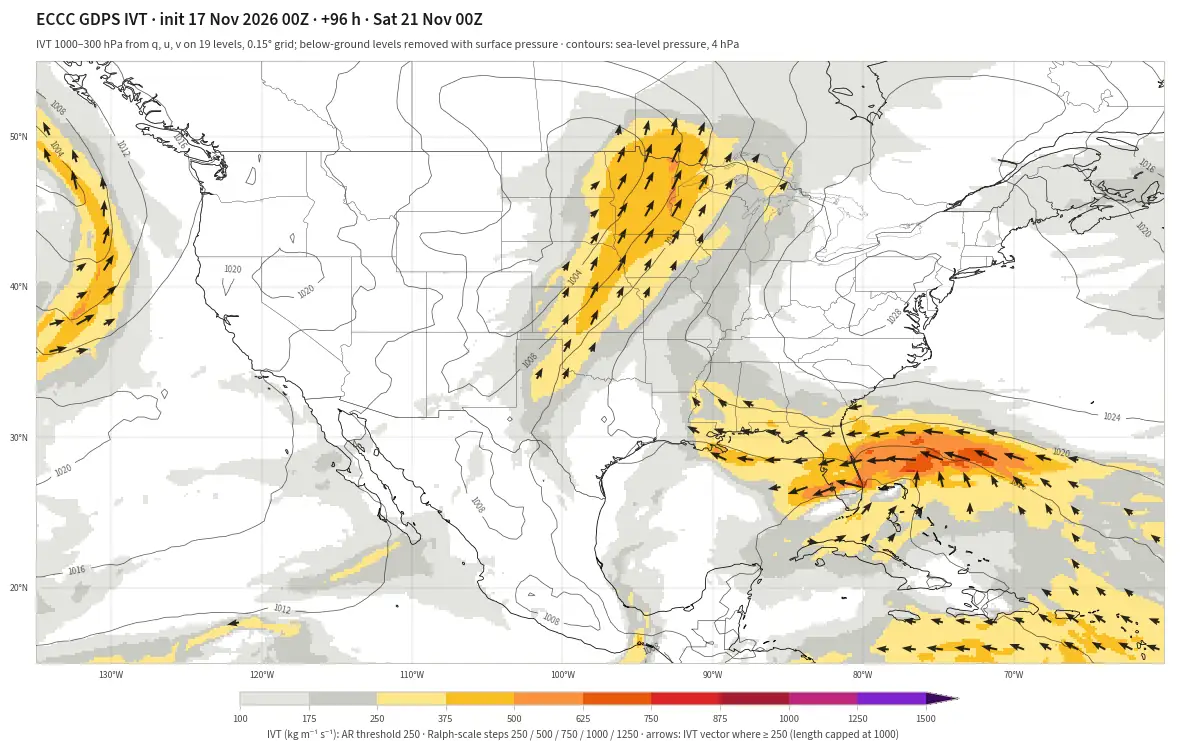 ECCC GDPS IVT · init 17 Nov 2026 00Z · +96 h · Sat 21 Nov 00Z
IVT 1000–300 hPa from q, u, v on 19 levels, 0.15° grid; below-ground levels removed with surface pressure · contours: sea-level pressure, 4 hPa
1008
1004
1012
1016
50°N
1016
1020
1020
1020
1004
40°N
1028
1008
1024
30°N
1020
1020
1008
1016
20°N
1012
1008
130°W
120°W
110°W
100°W
90°W
80°W
70°W
100
175
250
375
500
625
750
875
1000
1250
1500
IVT (kg m⁻¹ s⁻¹): AR threshold 250 · Ralph-scale steps 250 / 500 / 750 / 1000 / 1250 · arrows: IVT vector where ≥ 250 (length capped at 1000)